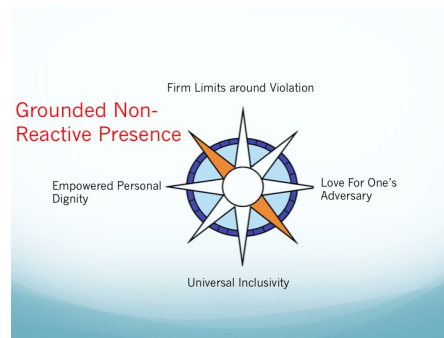 Firm Limits around Violation
Grounded Non-
Reactive Presence
Empowered Personal
Dignity
Love For One's
Adversary
Universal Inclusivity